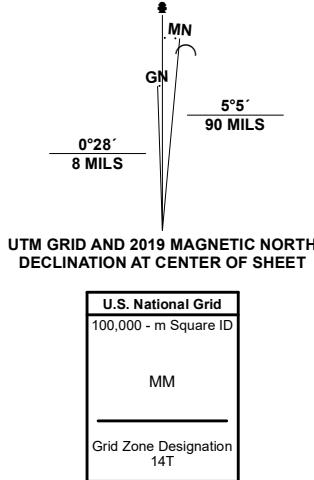 MN
GN
5°5´
90 MILS
0°28´
8 MILS
UTM GRID AND 2019 MAGNETIC NORTH
DECLINATION AT CENTER OF SHEET
U.S. National Grid
100,000 - m Square ID
MM
Grid Zone Designation
14T